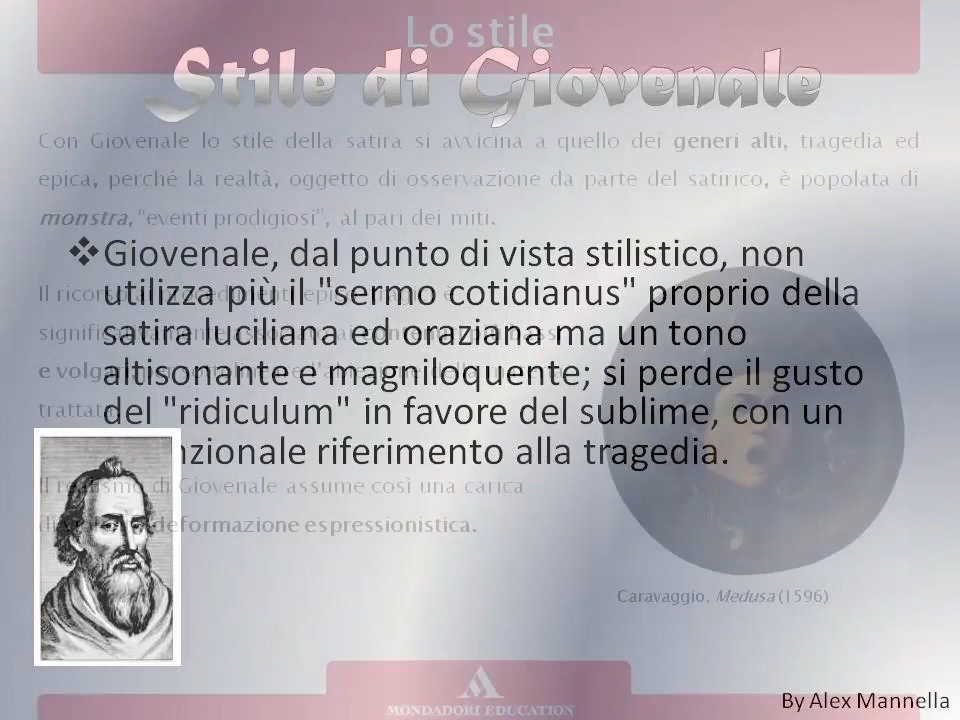 Lo stile
Stile di Giovenale
Con Giovenale lo stile della satira si avvicina a quello dei generi alti, tragedia ed
epica, perché la realtà, oggetto di osservazione da parte del satirico, è popolata di
monstra, “eventi prodigiosi”, al pari dei miti.
❖Giovenale, dal punto di vista stilistico, non
utilizza più il "sermo cotidianus" proprio della
satira luciliana ed oraziana ma un tono
altisonante e magniloquente; si perde il gusto
del "ridiculum" in favore del sublime, con un
nzionale riferimento alla tragedia.
Il ricorso
e volga
trattata
Il realismo di Giovenale assume così una carica
di deformazione espressionistica.
Caravaggio, Medusa (1596)
MONDADORI EDUCATION
By Alex Mannella